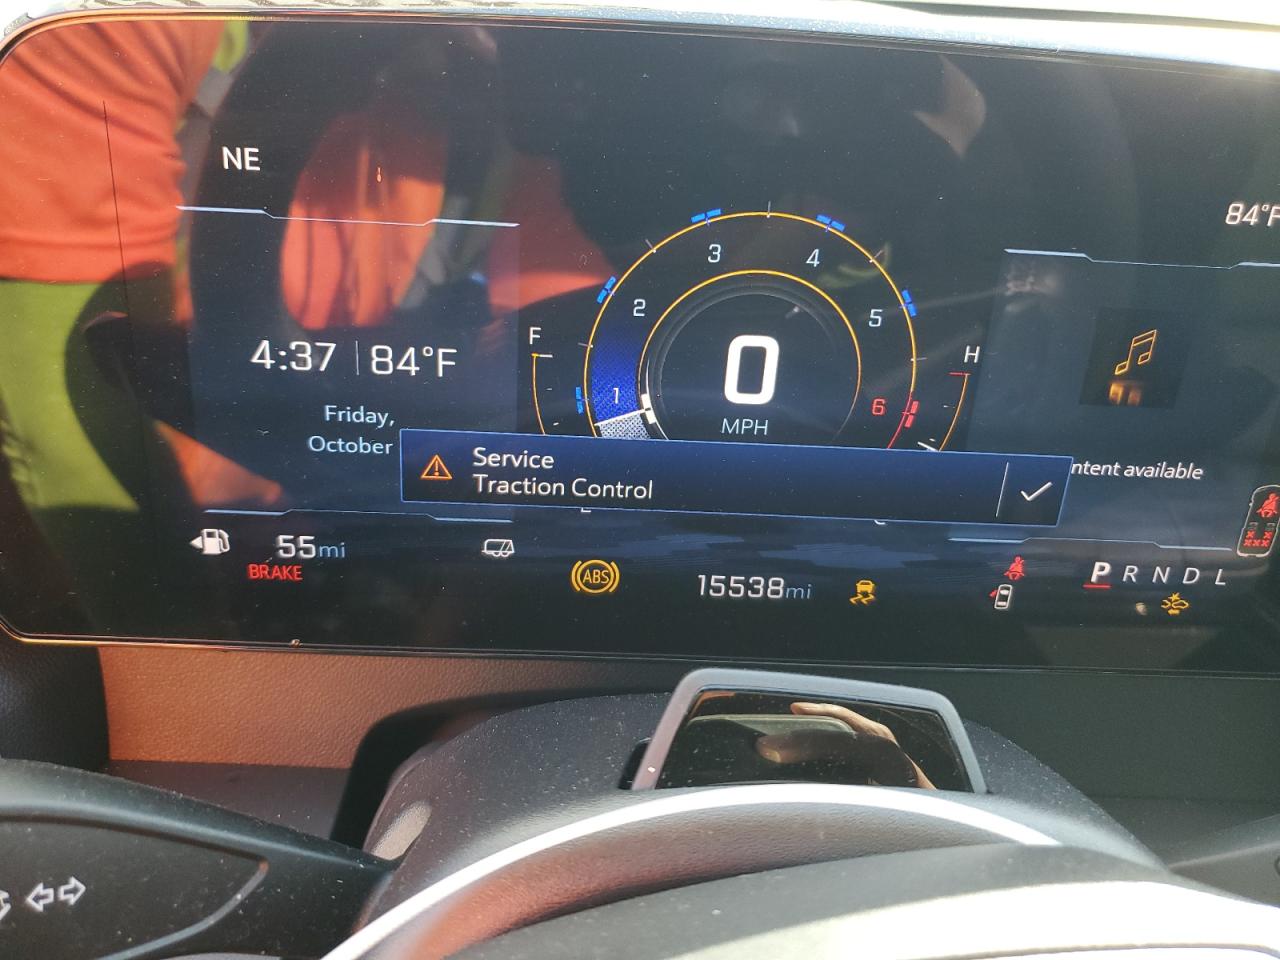 NE
84°F
3 4
2 5
F H
4:37 84°F
0
1 6
MPH
Friday,
October
Service
Traction Control
ntent available
55mi
BRAKE
ABS
15538mi
P R N D L